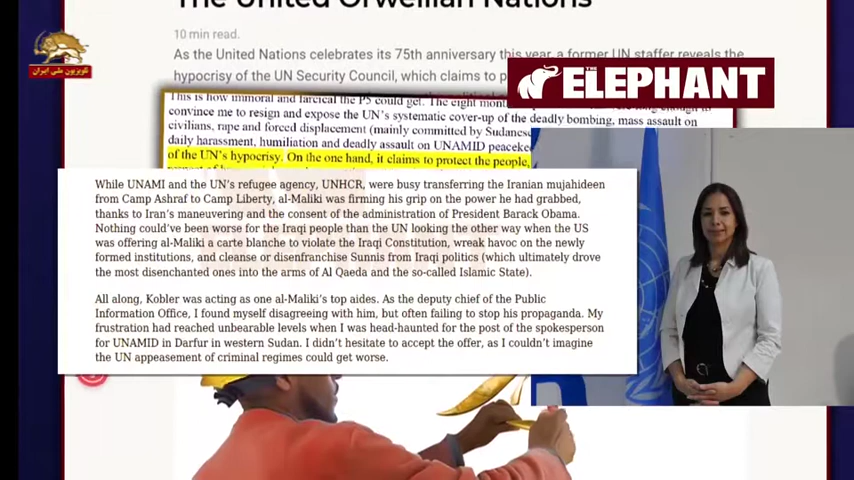 The United Orwellian Nations
10 min read.
As the United Nations celebrates its 75th anniversary this year, a former UN staffer reveals the
hypocrisy of the UN Security Council, which claims to
THE ELEPHANT
سیمای آزادی
تلویزیون ملی ایران
This is how immoral and farcical the P5 could get. The eight
convince me to resign and expose the UN's systematic cover-up of the deadly bombing, mass assault on
civilians, rape and forced displacement (mainly committed by
daily harassment, humiliation and deadly assault on UNAMID
of the UN's hypocrisy. On the one hand, it claims to protect the people,
While UNAMI and the UN's refugee agency, UNHCR, were busy transferring the Iranian mujahideen
from Camp Ashraf to Camp Liberty, al-Maliki was firming his grip on the power he had grabbed,
thanks to Iran's maneuvering and the consent of the administration of President Barack Obama.
Nothing could've been worse for the Iraqi people than the UN looking the other way when the US
was offering al-Maliki a carte blanche to violate the Iraqi Constitution, wreak havoc on the newly
formed institutions, and cleanse or disenfranchise Sunnis from Iraqi politics (which ultimately drove
the most disenchanted ones into the arms of Al Qaeda and the so-called Islamic State).
All along, Kobler was acting as one al-Maliki's top aides. As the deputy chief of the Public
Information Office, I found myself disagreeing with him, but often failing to stop his propaganda. My
frustration had reached unbearable levels when I was head-haunted for the post of the spokesperson
for UNAMID in Darfur in western Sudan. I didn't hesitate to accept the offer, as I couldn't imagine
the UN appeasement of criminal regimes could get worse.